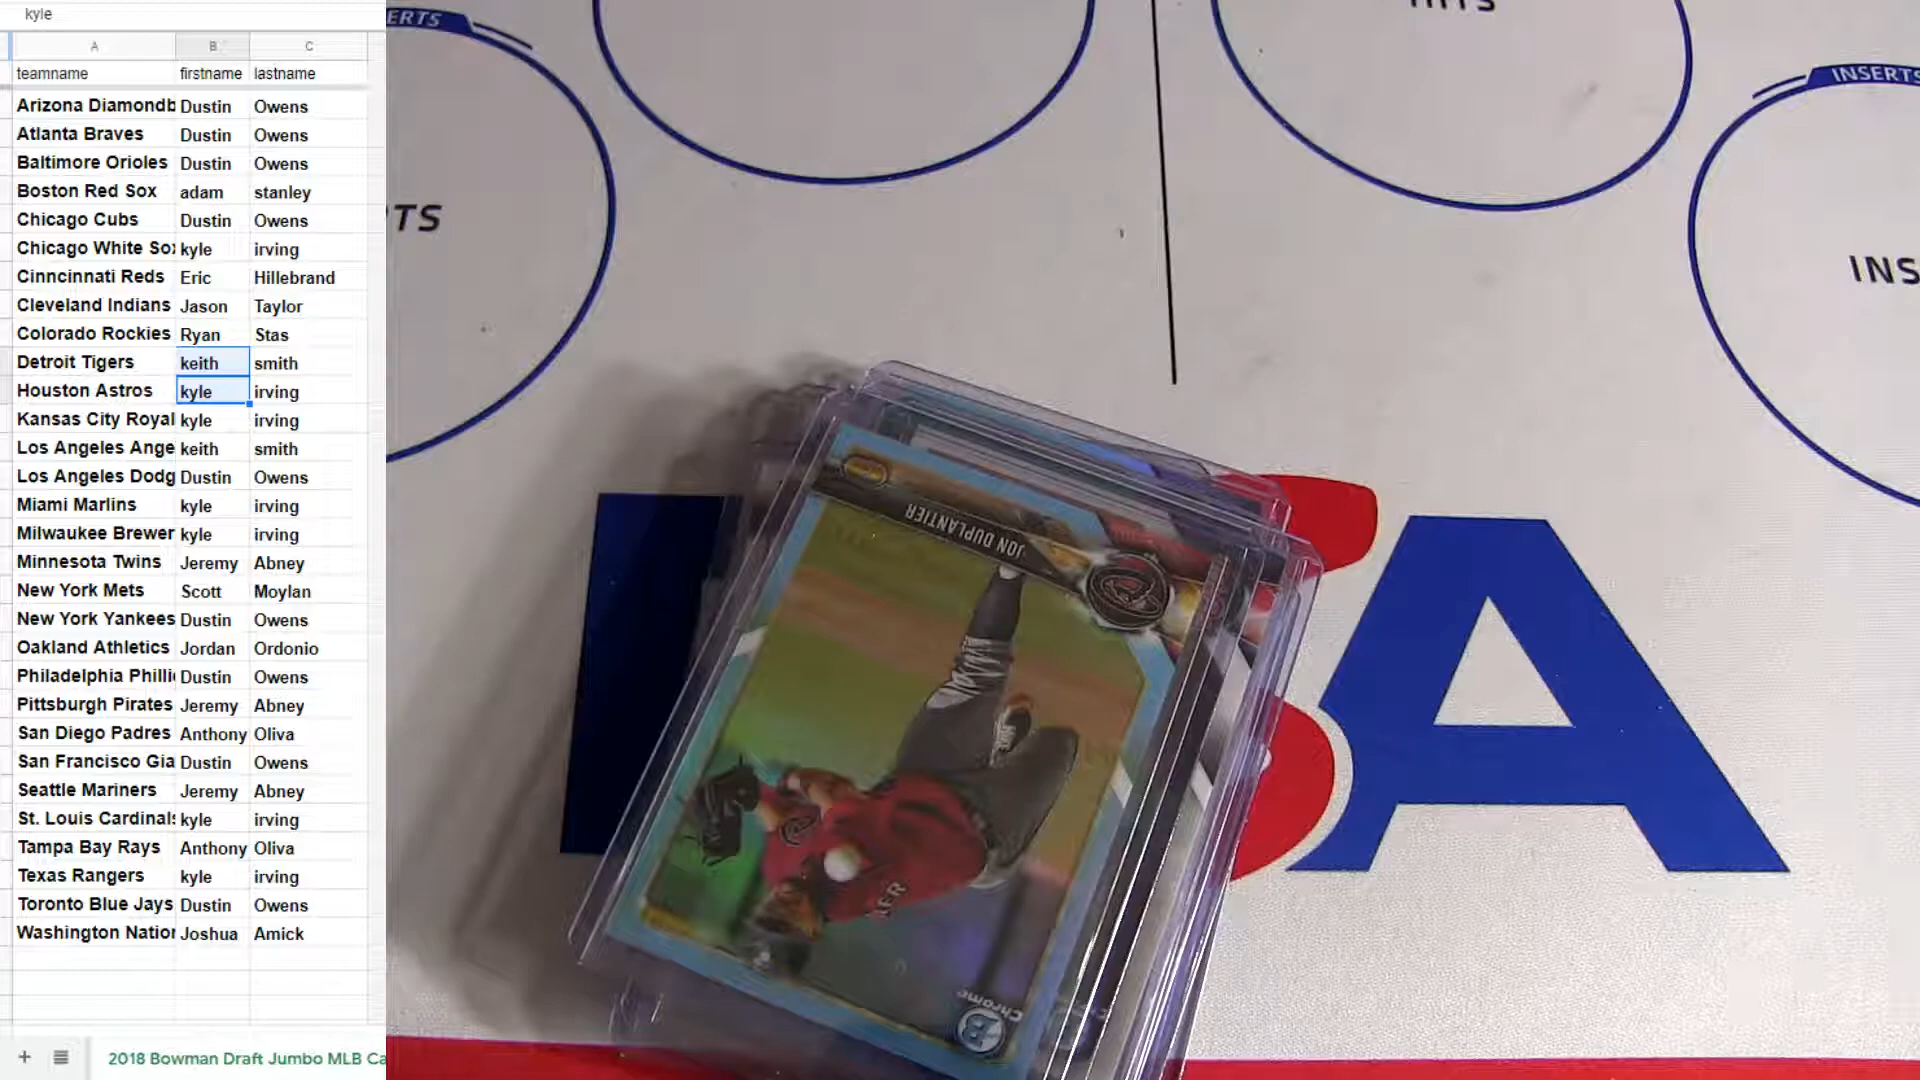 kyle
A B C
teamname firstname lastname
Arizona Diamondb Dustin Owens
Atlanta Braves Dustin Owens
Baltimore Orioles Dustin Owens
Boston Red Sox adam stanley
Chicago Cubs Dustin Owens
Chicago White Sox kyle irving
Cinncinnati Reds Eric Hillebrand
Cleveland Indians Jason Taylor
Colorado Rockies Ryan Stas
Detroit Tigers keith smith
Houston Astros kyle irving
Kansas City Royal kyle irving
Los Angeles Ange keith smith
Los Angeles Dodg Dustin Owens
Miami Marlins kyle irving
Milwaukee Brewer kyle irving
Minnesota Twins Jeremy Abney
New York Mets Scott Moylan
New York Yankees Dustin Owens
Oakland Athletics Jordan Ordonio
Philadelphia Philli Dustin Owens
Pittsburgh Pirates Jeremy Abney
San Diego Padres Anthony Oliva
San Francisco Gia Dustin Owens
Seattle Mariners Jeremy Abney
St. Louis Cardinals kyle irving
Tampa Bay Rays Anthony Oliva
Texas Rangers kyle irving
Toronto Blue Jays Dustin Owens
Washington Nation Joshua Amick
2018 Bowman Draft Jumbo MLB Ca
ERTS
TS
HITS
INSERTS
INS
JON DUPLANTIER
B
Chrome
A